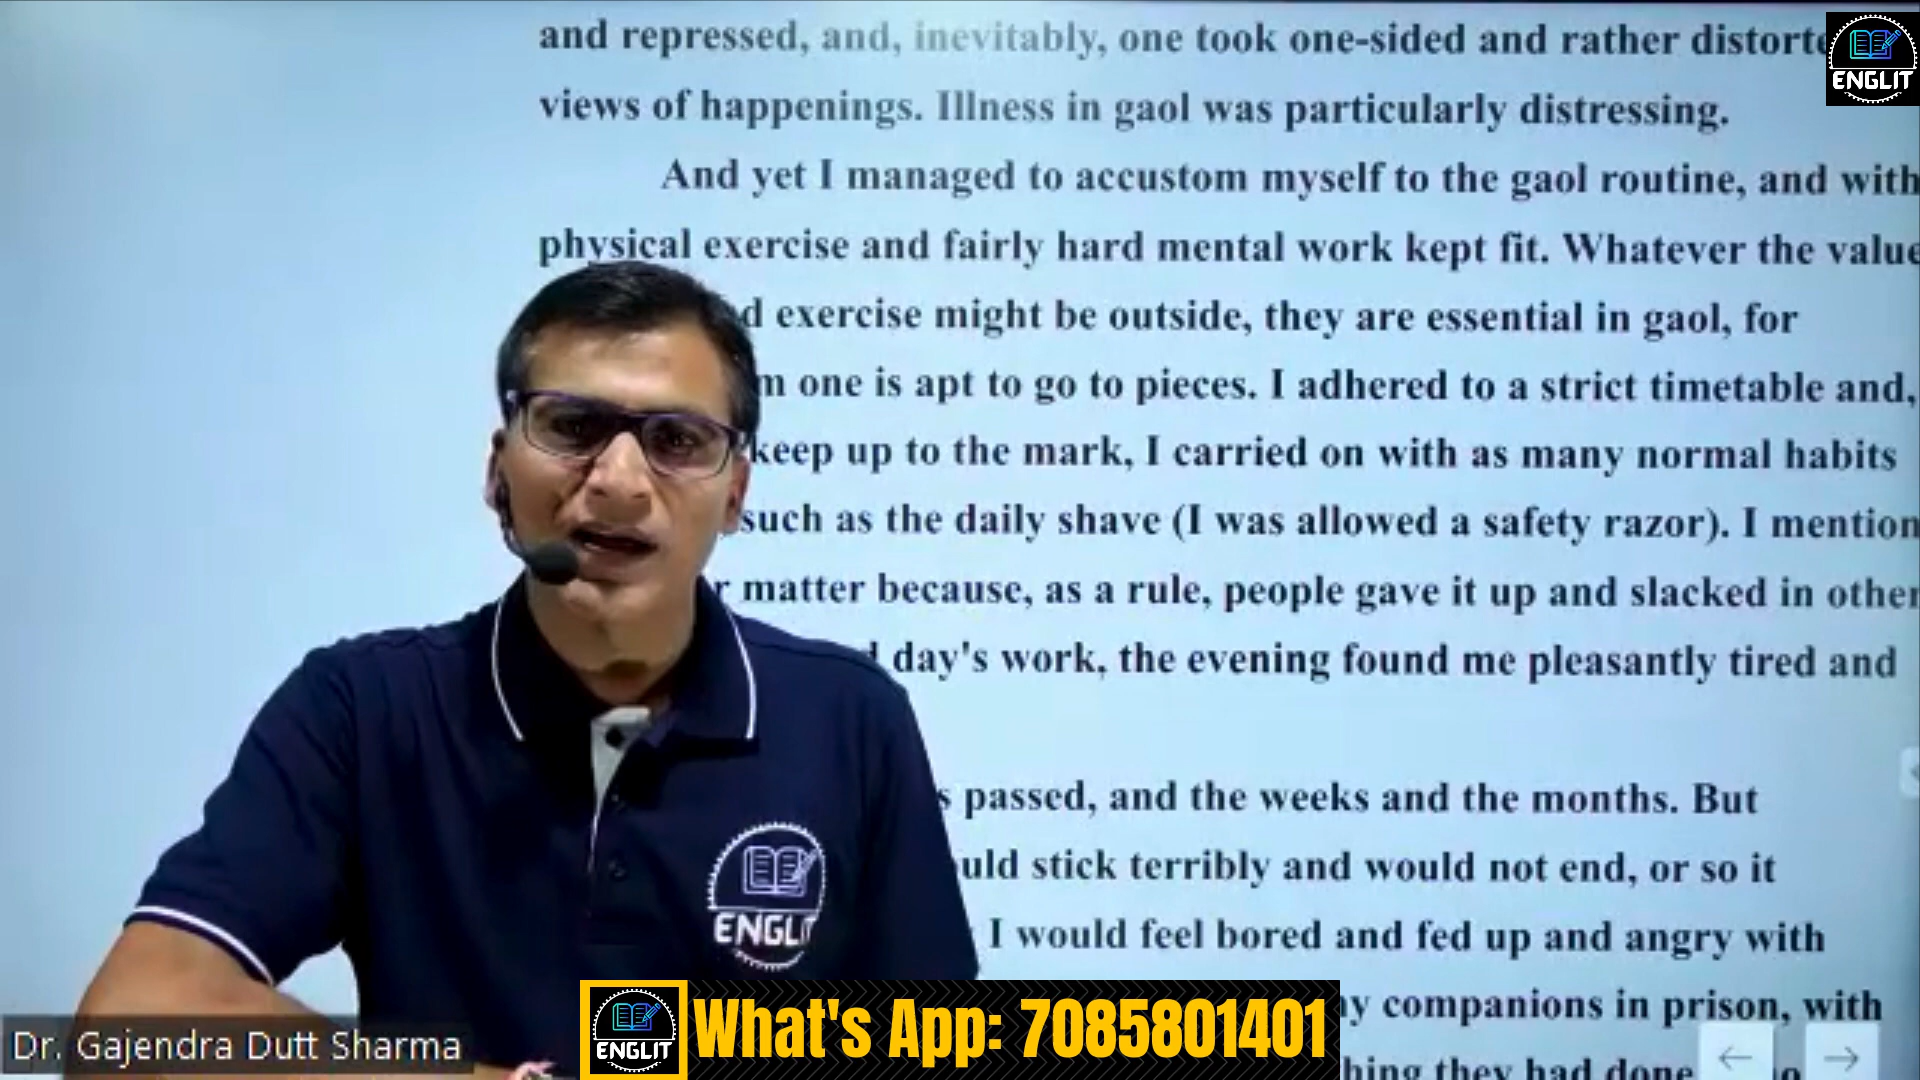 and repressed, and, inevitably, one took one-sided and rather
views of happenings. Illness in gaol was particularly distressing.
And yet I managed to accustom myself to the gaol routine, and with
physical exercise and fairly hard mental work kept fit. Whatever the value
exercise might be outside, they are essential in gaol, for
one is apt to go to pieces. I adhered to a strict timetable and,
keep up to the mark, I carried on with as many normal habits
such as the daily shave (I was allowed a safety razor). I mention
matter because, as a rule, people gave it up and slacked in other
day's work, the evening found me pleasantly tired and
passed, and the weeks and the months. But
stick terribly and would not end, or so it
I would feel bored and fed up and angry with
companions in prison, with
they had done
ENGLIT
ENGLIT
Dr. Gajendra Dutt Sharma
ENGLIT
What's App: 7085801401